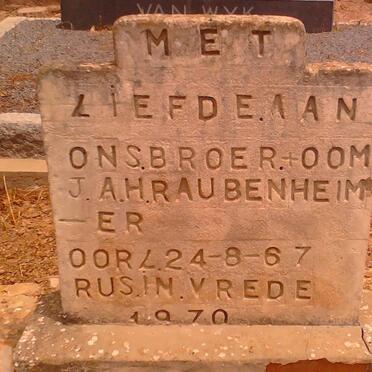 VAN WYK
MET
LIEFDE.AAN
ONS.BROER.+OOM
J.A.H.RAUBENHEIM
—ER
OORL.24-8-67
RUS.IN.VREDE
1970